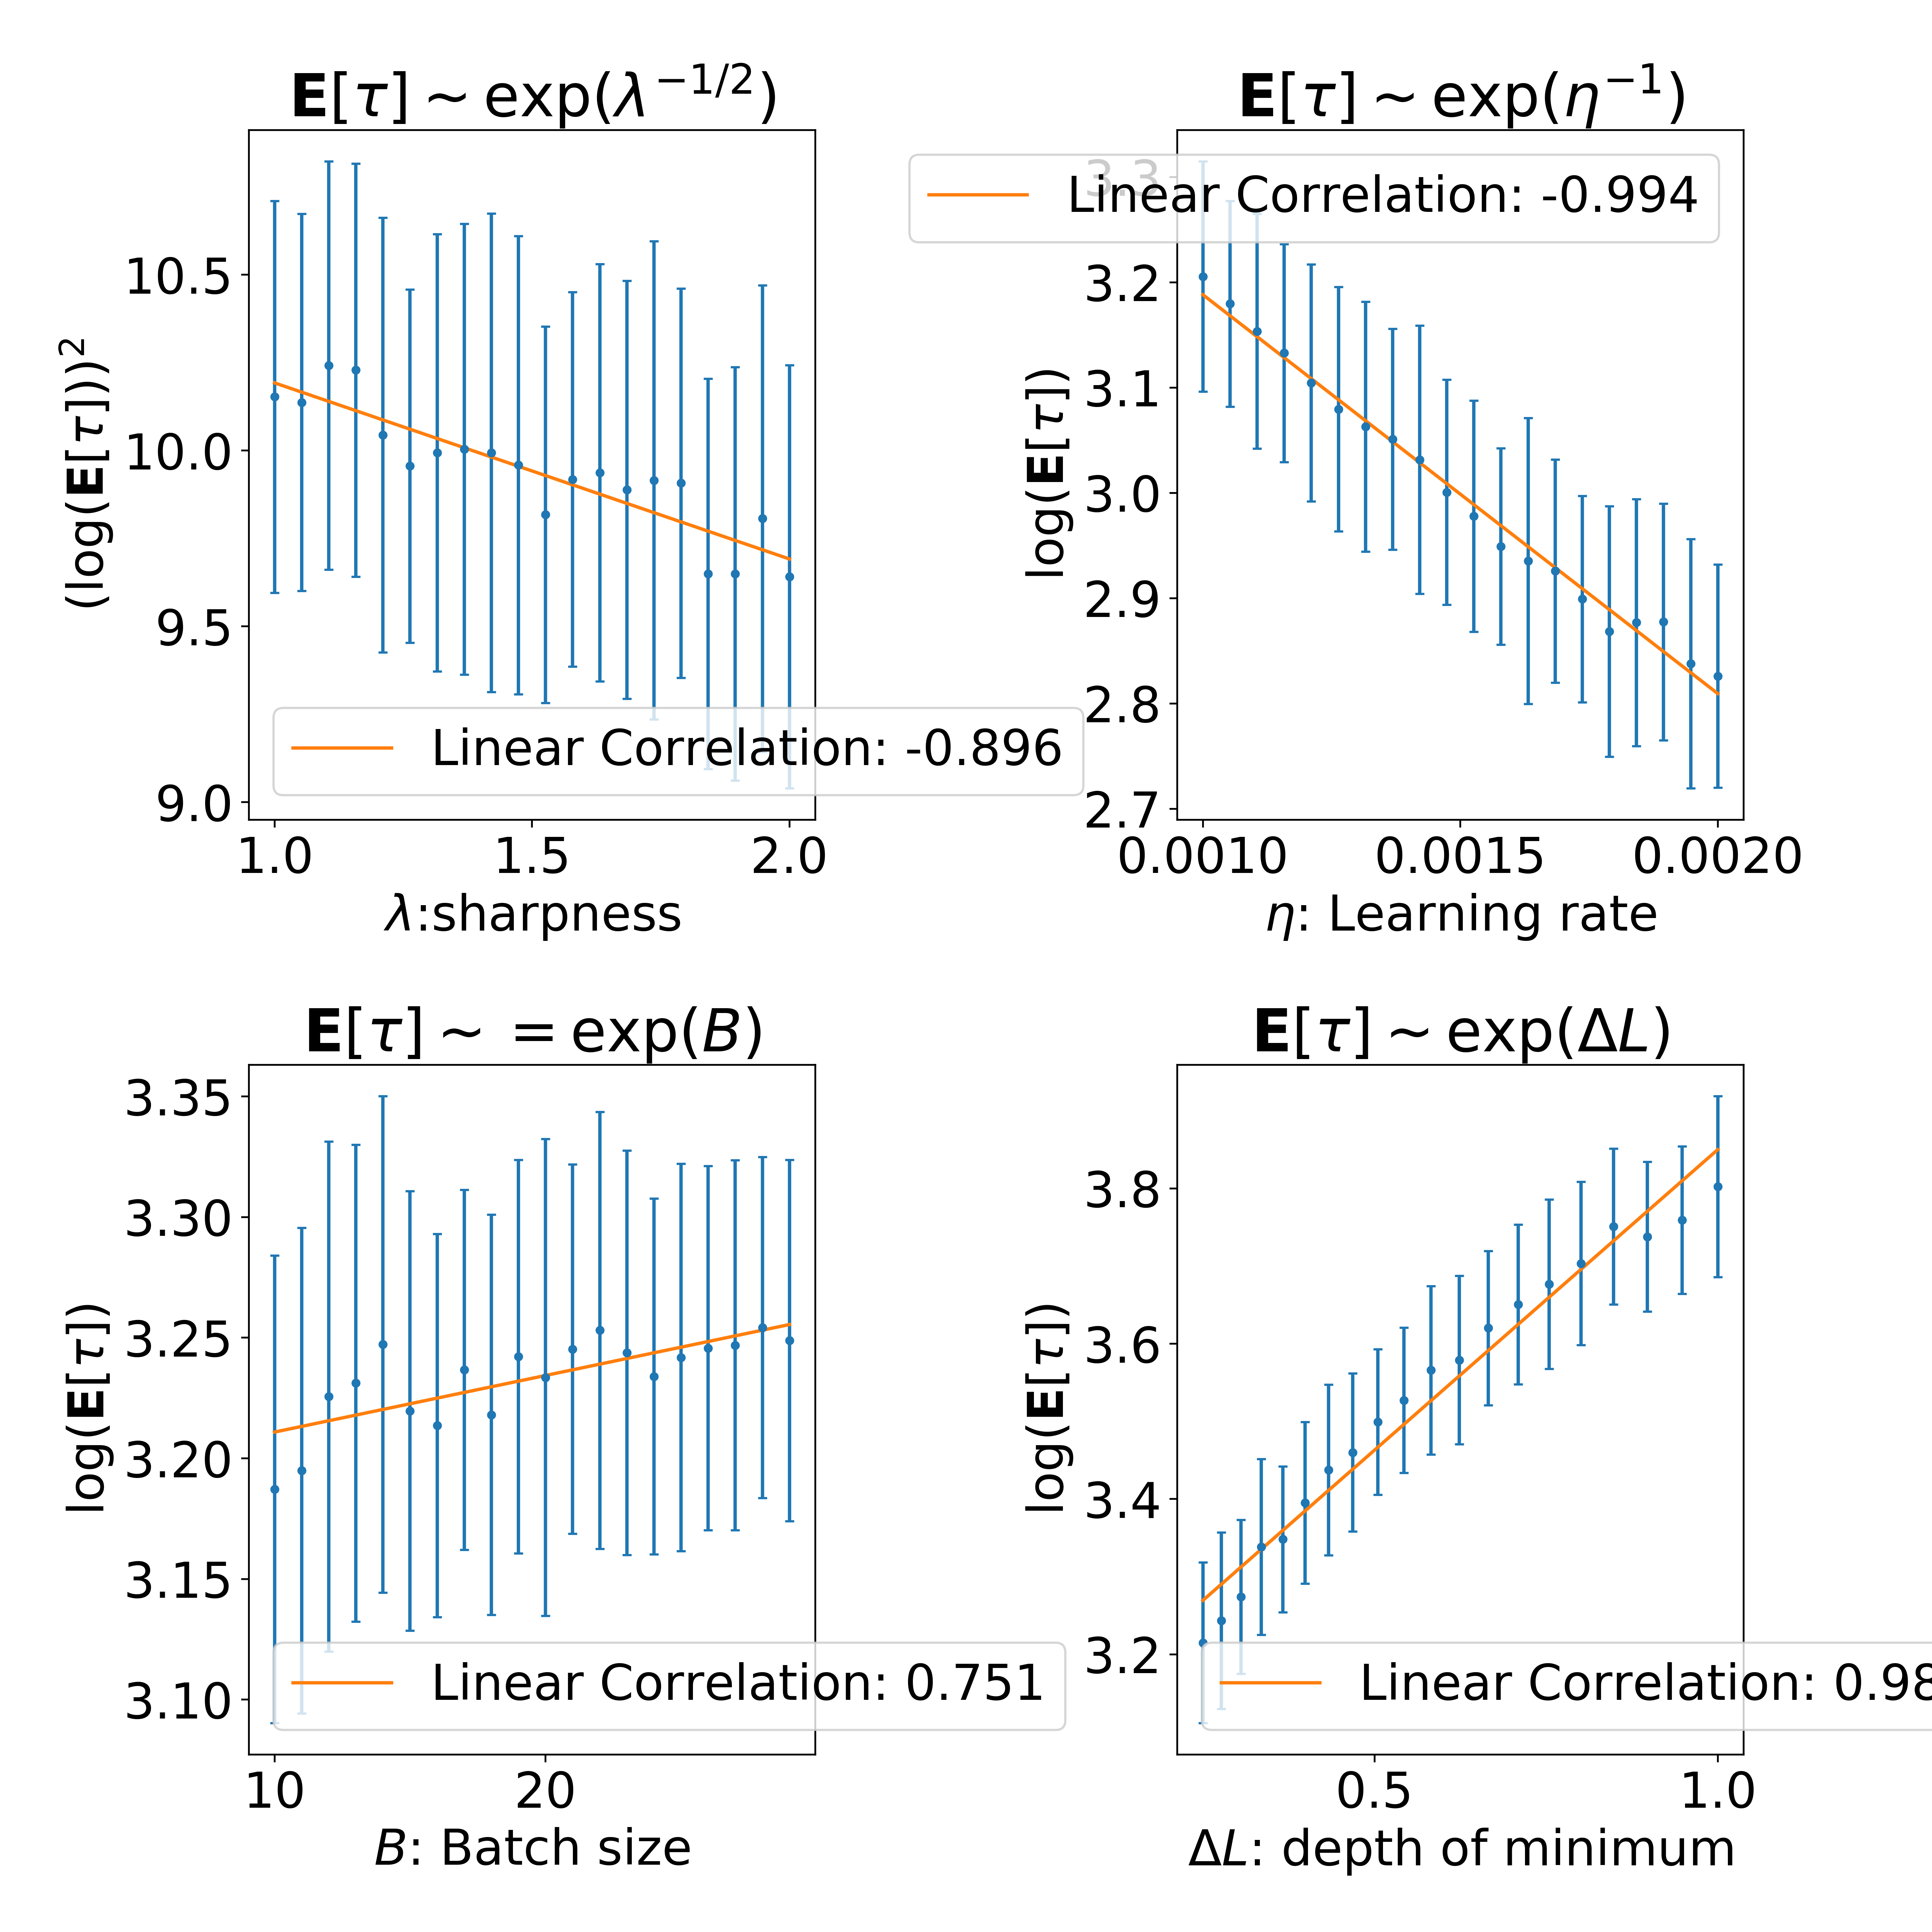 E[τ] ∼ exp(λ^{-1/2})
(log(E[τ]))²
10.5
10.0
9.5
9.0
Linear Correlation: -0.896
1.0 1.5 2.0
λ:sharpness
E[τ] ∼ exp(η^{-1})
log(E[τ])
3.3
3.2
3.1
3.0
2.9
2.8
2.7
Linear Correlation: -0.994
0.0010 0.0015 0.0020
η: Learning rate
E[τ] ∼ = exp(B)
log(E[τ])
3.35
3.30
3.25
3.20
3.15
3.10
Linear Correlation: 0.751
10 20
B: Batch size
E[τ] ∼ exp(ΔL)
log(E[τ])
3.8
3.6
3.4
3.2
Linear Correlation: 0.98
0.5 1.0
ΔL: depth of minimum